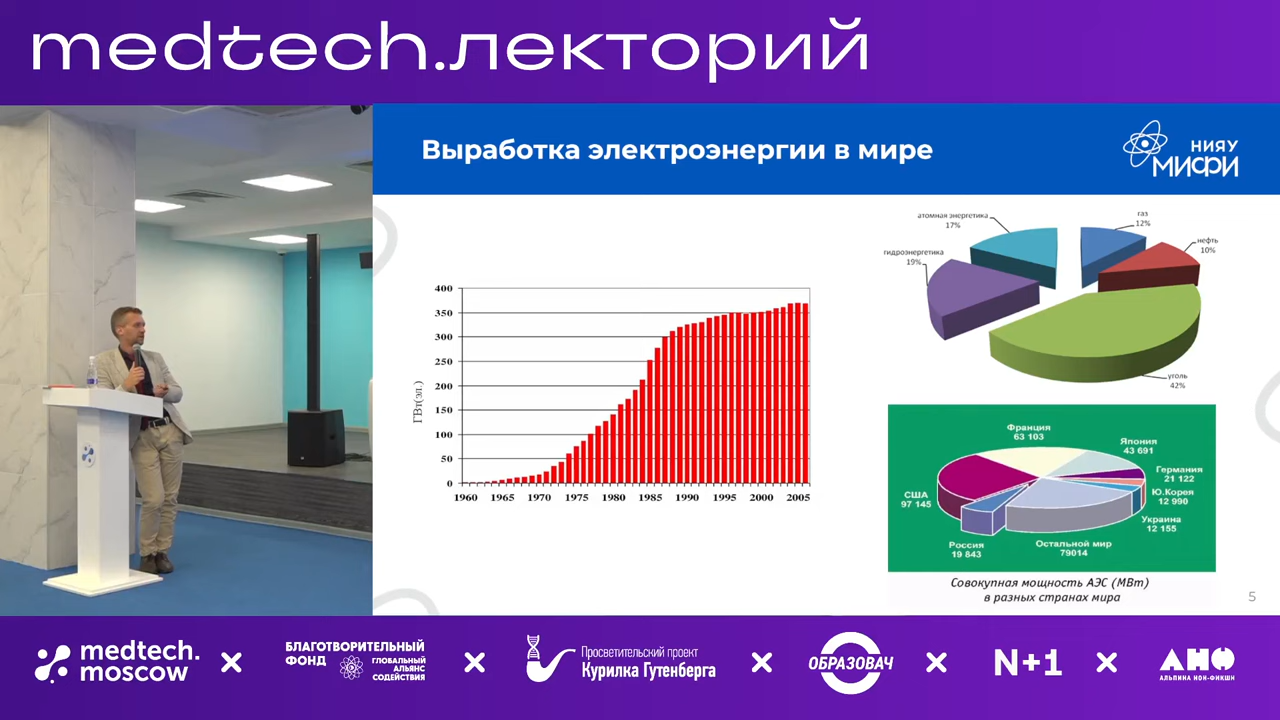 medtech.лекторий
Выработка электроэнергии в мире
НИЯУ
МИФИ
400
350
300
250
200
150
100
50
0
ГВт(эл.)
1960 1965 1970 1975 1980 1985 1990 1995 2000 2005
атомная энергетика
17%
газ
12%
нефть
10%
гидроэнергетика
19%
уголь
42%
Франция
63 103
Япония
43 691
Германия
21 122
Ю.Корея
12 990
Украина
12 155
США
97 145
Россия
19 843
Остальной мир
79014
Совокупная мощность АЭС (МВт)
в разных странах мира
5
medtech.
moscow
БЛАГОТВОРИТЕЛЬНЫЙ
ФОНД
ГЛОБАЛЬНЫЙ
АЛЬЯНС
СОДЕЙСТВИЯ
Просветительский проект
Курилка Гутенберга
ОБРАЗОВАЧ
N+1
АНФ
АЛЬПИНА НОН-ФИКШН